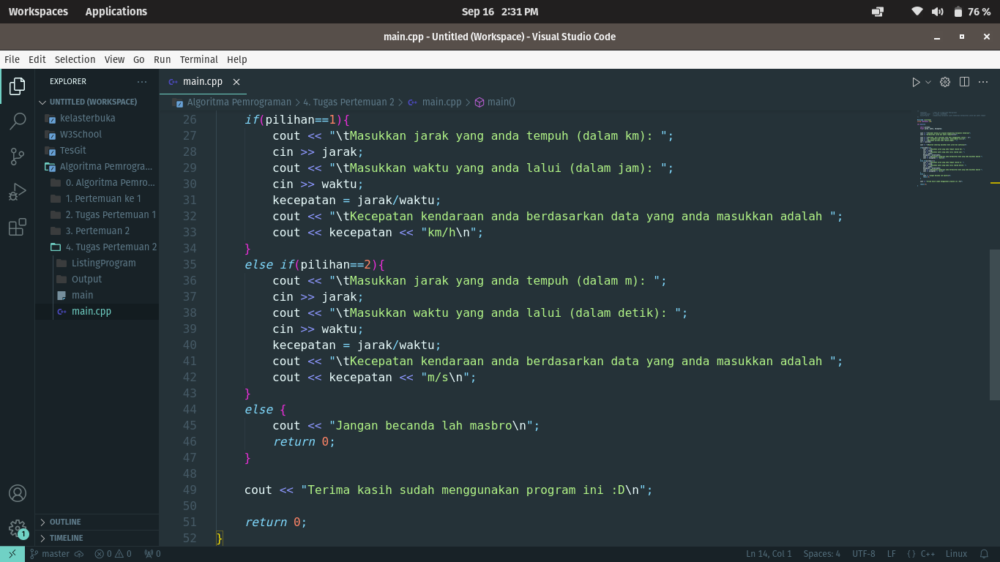 Workspaces Applications Sep 16 2:31 PM 76 %
main.cpp - Untitled (Workspace) - Visual Studio Code
File Edit Selection View Go Run Terminal Help
EXPLORER
UNTITLED (WORKSPACE)
kelasterbuka
W3School
TesGit
Algoritma Pemrogra...
0. Algoritma Pemro...
1. Pertemuan ke 1
2. Tugas Pertemuan 1
3. Pertemuan 2
4. Tugas Pertemuan 2
ListingProgram
Output
main
main.cpp
OUTLINE
TIMELINE
main.cpp
Algoritma Pemrograman > 4. Tugas Pertemuan 2 > main.cpp > main()
26 if(pilihan==1){
27 cout << "\tMasukkan jarak yang anda tempuh (dalam km): ";
28 cin >> jarak;
29 cout << "\tMasukkan waktu yang anda lalui (dalam jam): ";
30 cin >> waktu;
31 kecepatan = jarak/waktu;
32 cout << "\tKecepatan kendaraan anda berdasarkan data yang anda masukkan adalah ";
33 cout << kecepatan << "km/h\n";
34 }
35 else if(pilihan==2){
36 cout << "\tMasukkan jarak yang anda tempuh (dalam m): ";
37 cin >> jarak;
38 cout << "\tMasukkan waktu yang anda lalui (dalam detik): ";
39 cin >> waktu;
40 kecepatan = jarak/waktu;
41 cout << "\tKecepatan kendaraan anda berdasarkan data yang anda masukkan adalah ";
42 cout << kecepatan << "m/s\n";
43 }
44 else {
45 cout << "Jangan becanda lah masbro\n";
46 return 0;
47 }
48
49 cout << "Terima kasih sudah menggunakan program ini :D\n";
50
51 return 0;
52 }
1
master 0 0 0 Ln 14, Col 1 Spaces: 4 UTF-8 LF {} C++ Linux